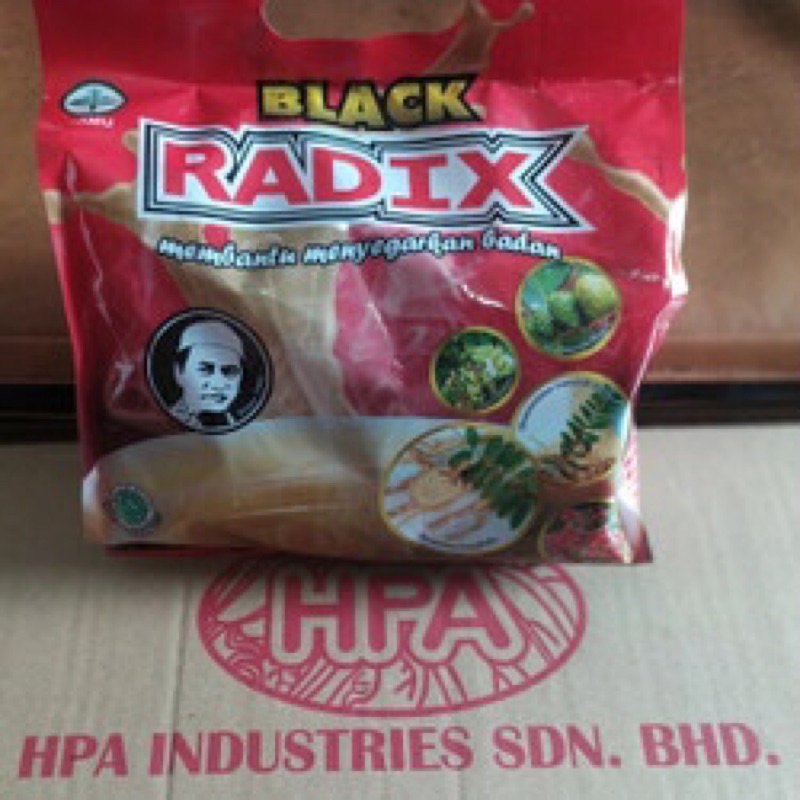 BLACK
RADIX
membantu menyegarkan badan
HPA
HPA INDUSTRIES SDN. BHD.